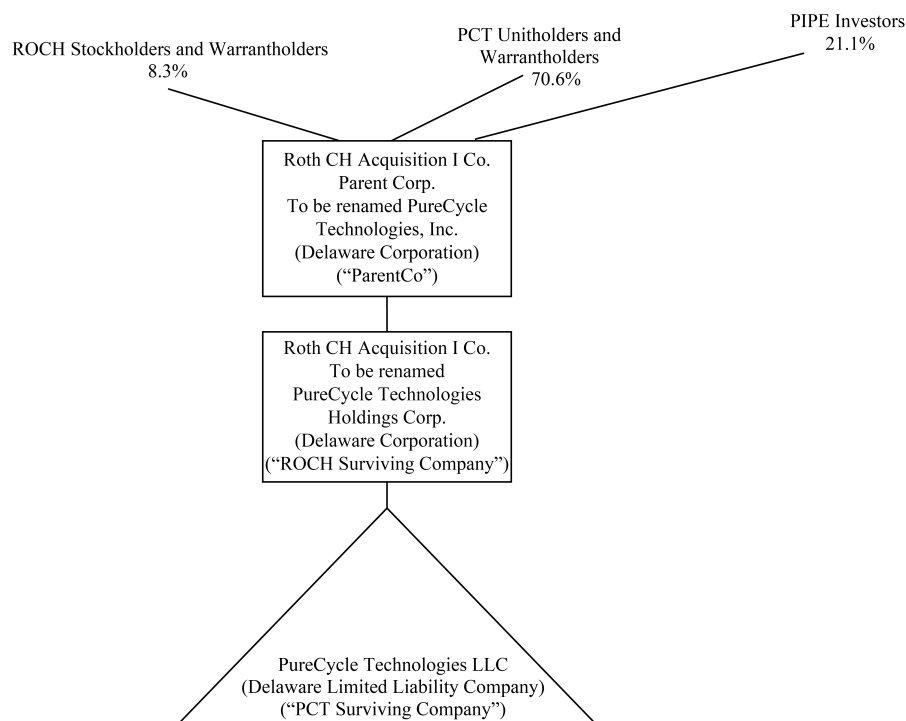 ROCH Stockholders and Warrantholders
8.3%
PCT Unitholders and
Warrantholders
70.6%
PIPE Investors
21.1%
Roth CH Acquisition I Co.
Parent Corp.
To be renamed PureCycle
Technologies, Inc.
(Delaware Corporation)
(“ParentCo”)
Roth CH Acquisition I Co.
To be renamed
PureCycle Technologies
Holdings Corp.
(Delaware Corporation)
(“ROCH Surviving Company”)
PureCycle Technologies LLC
(Delaware Limited Liability Company)
(“PCT Surviving Company”)